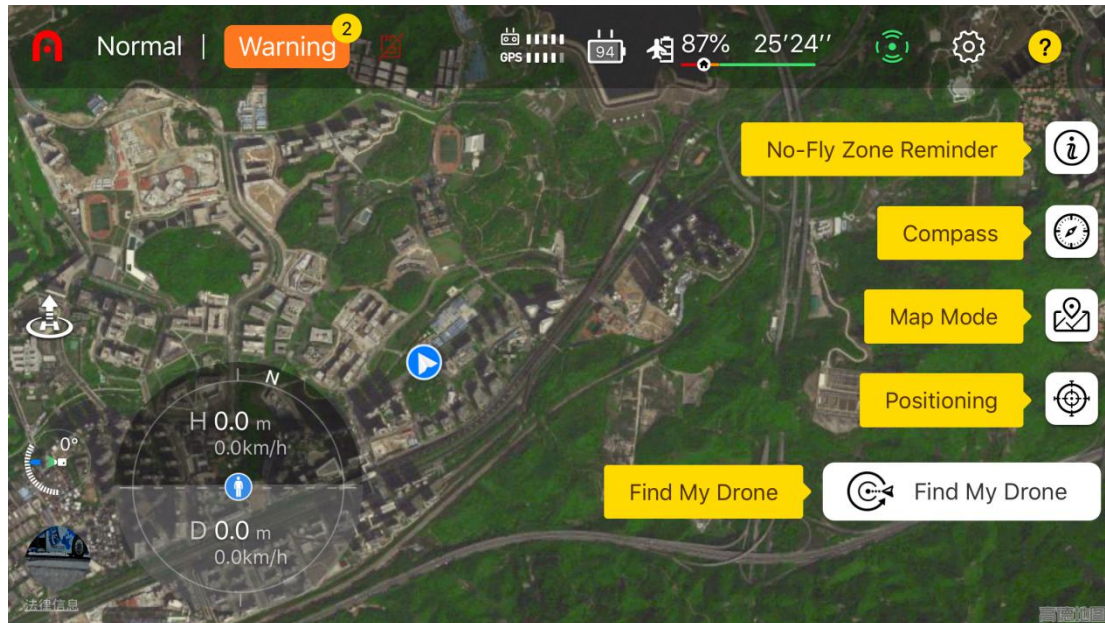 Normal | Warning 2
GPS
94
87% 25'24''
?
No-Fly Zone Reminder
Compass
Map Mode
Positioning
Find My Drone
Find My Drone
N
H 0.0 m
0.0km/h
D 0.0 m
0.0km/h
0°
法律信息
高德地图